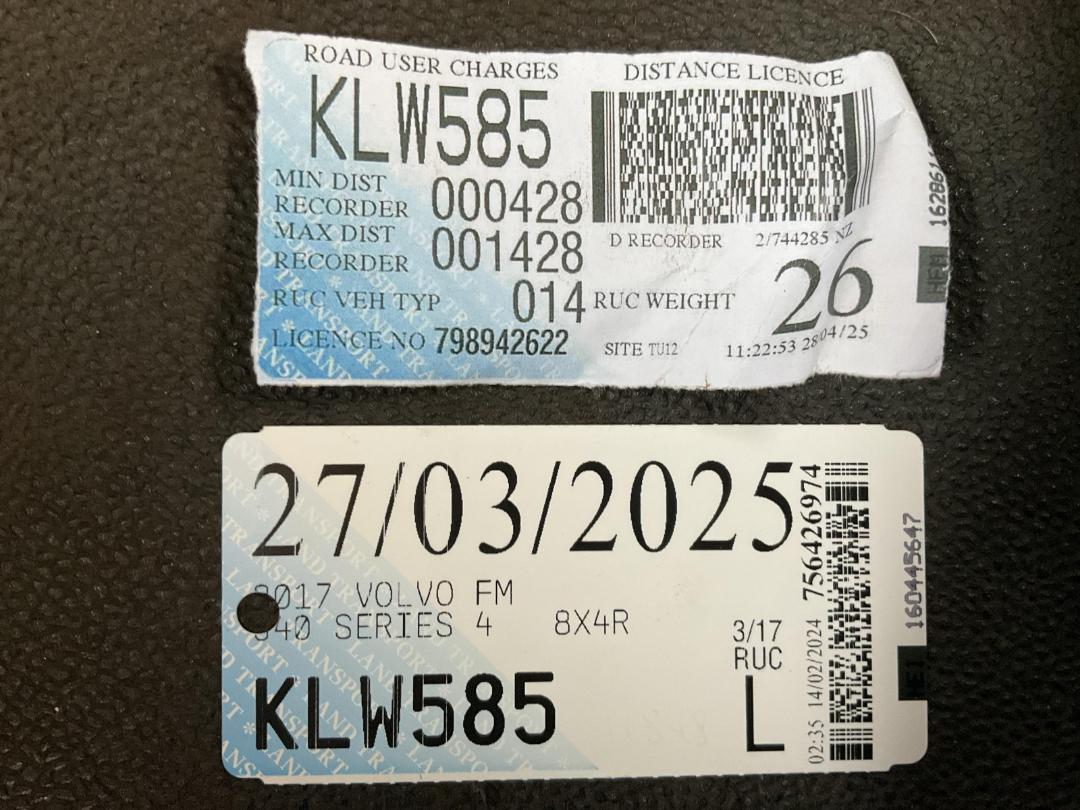 ROAD USER CHARGES
DISTANCE LICENCE
KLW585
MIN DIST
RECORDER 000428
MAX DIST
RECORDER 001428
D RECORDER 2/744285 NZ
RUC VEH TYP 014
RUC WEIGHT 26
LICENCE NO 798942622
SITE TU12 11:22:53 28/04/25
27/03/2025
017 VOLVO FM
40 SERIES 4 8X4R
3/17
RUC
KLW585
L
02:35 14/02/2024 756426974
160445647